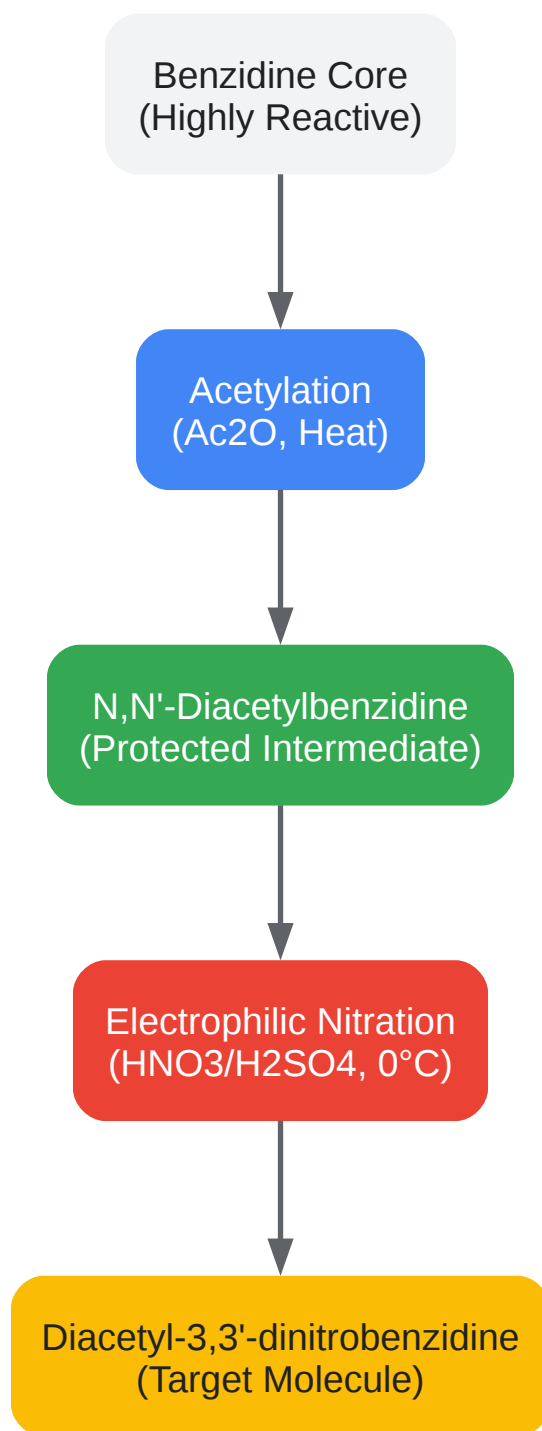 Benzidine Core
(Highly Reactive)
Acetylation
(Ac2O, Heat)
N,N'-Diacetylbenzidine
(Protected Intermediate)
Electrophilic Nitration
(HNO3/H2SO4, 0°C)
Diacetyl-3,3'-dinitrobenzidine
(Target Molecule)